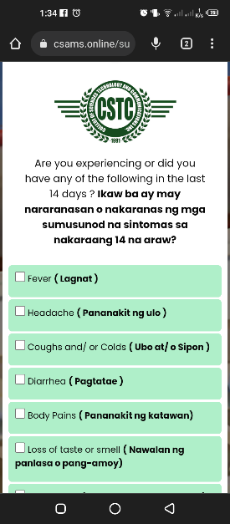 1:34
csams.online/su
2
CSTC
1997
Are you experiencing or did you
have any of the following in the last
14 days ? Ikaw ba ay may
nararanasan o nakaranas ng mga
sumusunod na sintomas sa
nakaraang 14 na araw?
Fever ( Lagnat )
Headache ( Pananakit ng ulo )
Coughs and/ or Colds ( Ubo at/ o Sipon )
Diarrhea ( Pagtatae )
Body Pains ( Pananakit ng katawan)
Loss of taste or smell ( Nawalan ng
panlasa o pang-amoy)